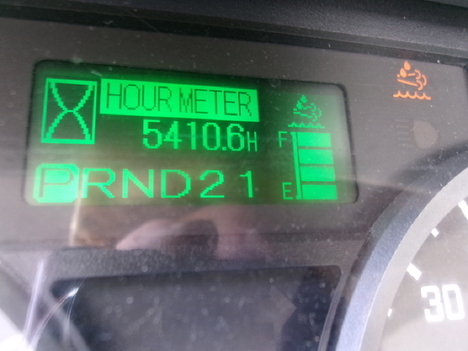 HOUR METER
5410.6H
F
E
PRND21
30